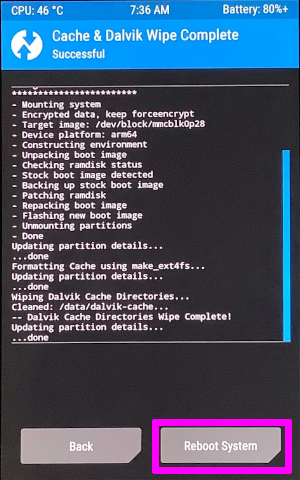 CPU: 46 °C 7:36 AM Battery: 80%+
Cache & Dalvik Wipe Complete
Successful
*************************
- Mounting system
- Encrypted data, keep forceencrypt
- Target image: /dev/block/mmcblk0p28
- Device platform: arm64
- Constructing environment
- Unpacking boot image
- Checking ramdisk status
- Stock boot image detected
- Backing up stock boot image
- Patching ramdisk
- Repacking boot image
- Flashing new boot image
- Unmounting partitions
- Done
Updating partition details...
...done
Formatting Cache using make_ext4fs...
Updating partition details...
...done
Wiping Dalvik Cache Directories...
Cleaned: /data/dalvik-cache...
-- Dalvik Cache Directories Wipe Complete!
Updating partition details...
...done
Back Reboot System